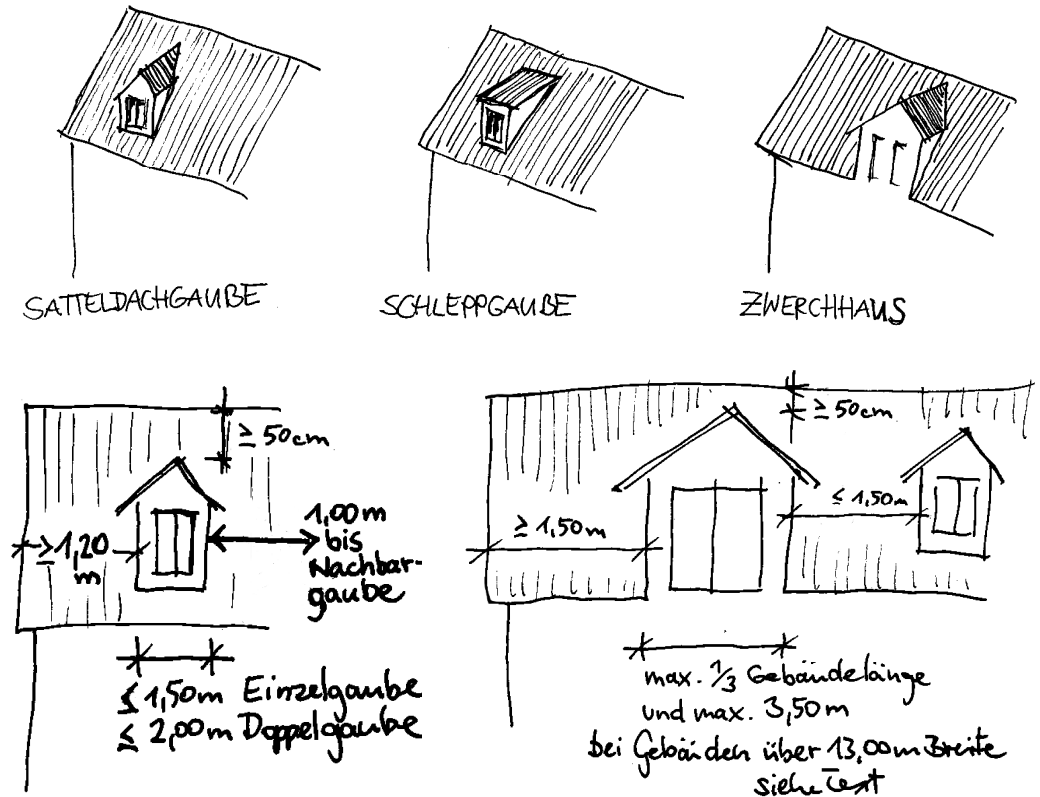 SATTELDACHGAUBE
SCHLEPPGAUBE
ZWERCHHAUS
≥ 50cm
≥1,20
m
1,00m
bis
Nachbar-
gaube
≤ 1,50m Einzelgaube
≤ 2,00m Doppelgaube
≥ 50cm
≥ 1,50m
≤ 1,50m
max. 1/3 Gebäudelänge
und max. 3,50m
bei Gebäuden über 13,00m Breite
siehe Text